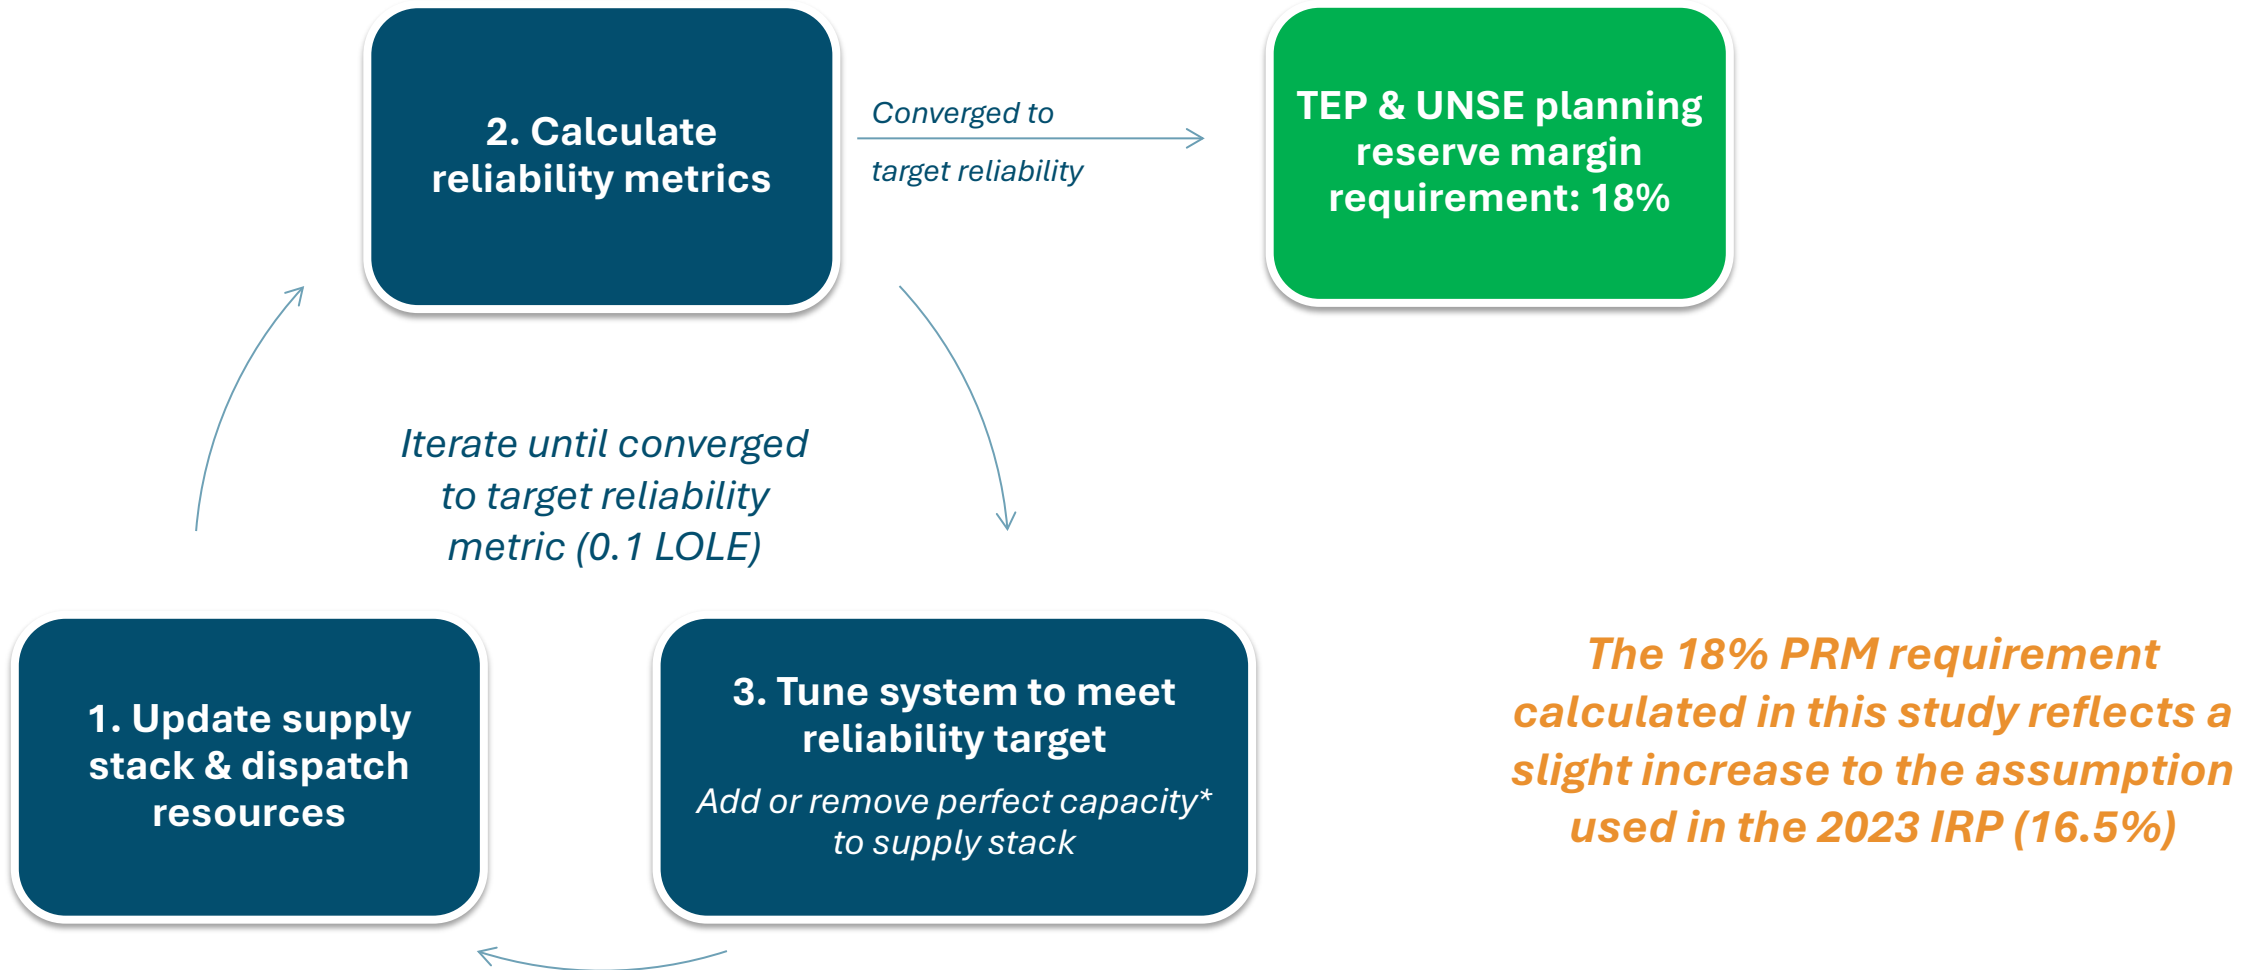 2. Calculate
reliability metrics
Converged to
target reliability
TEP & UNSE planning
reserve margin
requirement: 18%
Iterate until converged
to target reliability
metric (0.1 LOLE)
1. Update supply
stack & dispatch
resources
3. Tune system to meet
reliability target
Add or remove perfect capacity*
to supply stack
The 18% PRM requirement
calculated in this study reflects a
slight increase to the assumption
used in the 2023 IRP (16.5%)